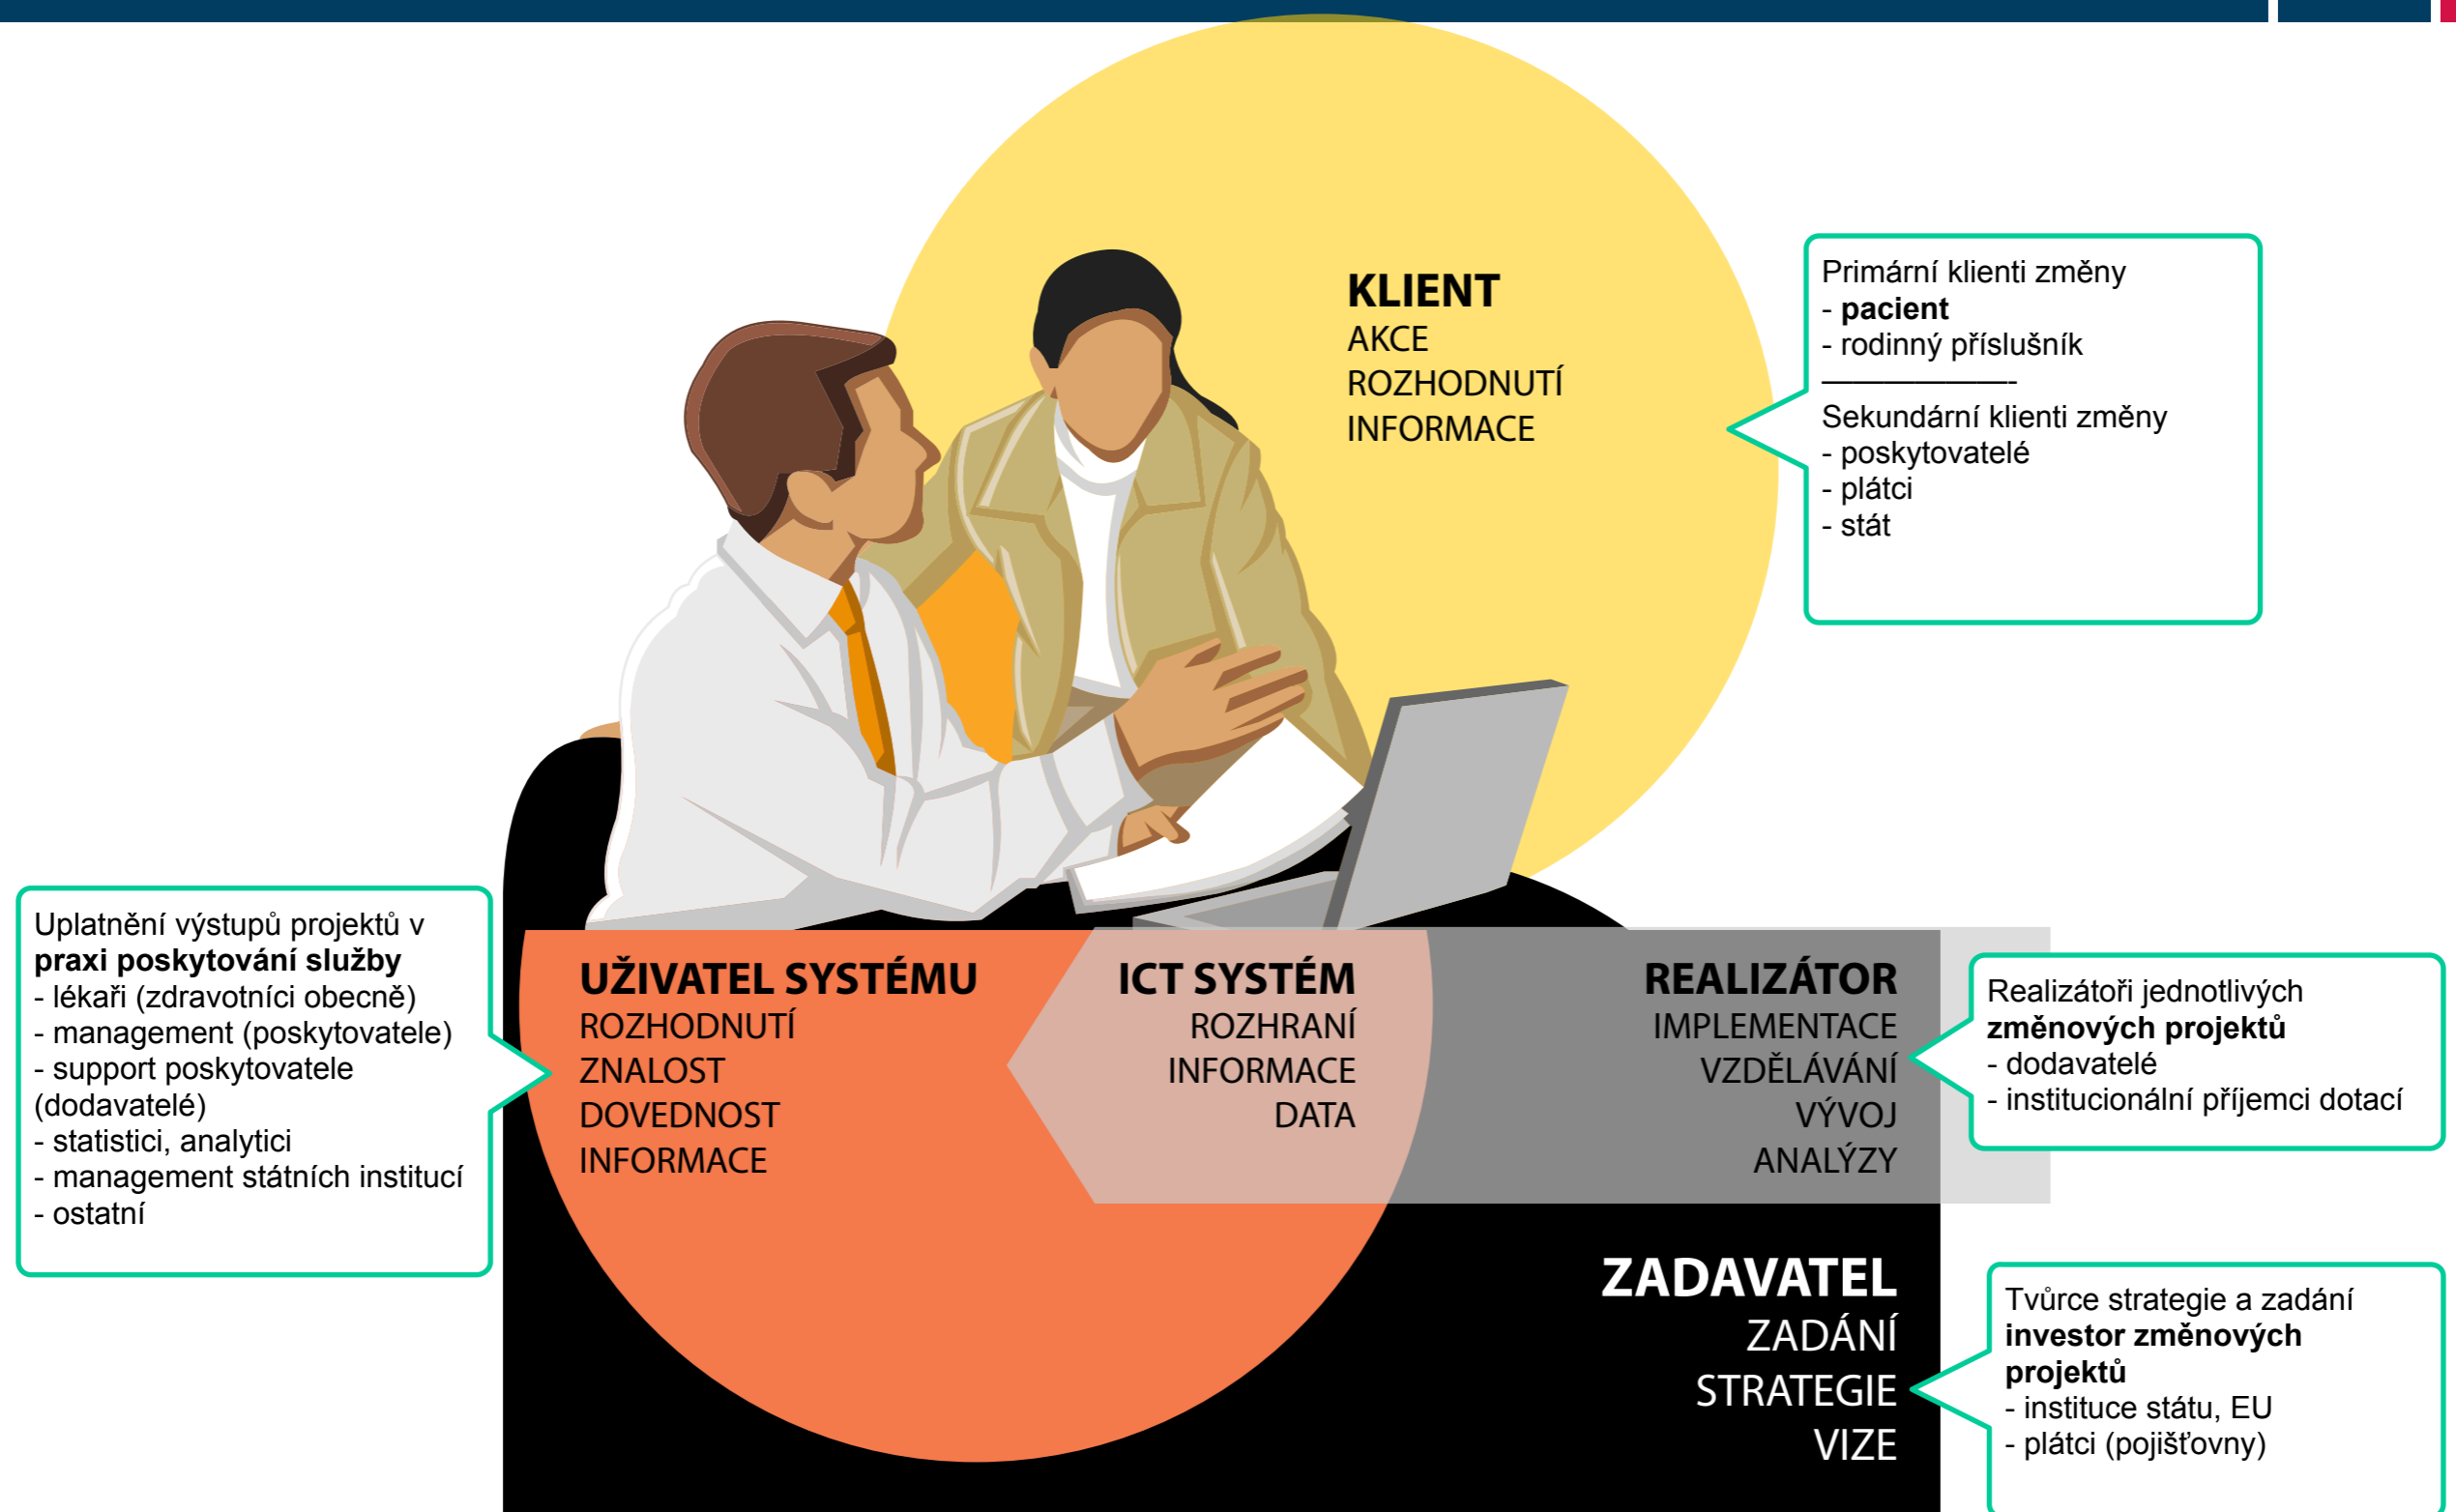 KLIENT
AKCE
ROZHODNUTÍ
INFORMACE
Primární klienti změny
- pacient
- rodinný příslušník
——————-
Sekundární klienti změny
- poskytovatelé
- plátci
- stát
Uplatnění výstupů projektů v
praxi poskytování služby
- lékaři (zdravotníci obecně)
- management (poskytovatele)
- support poskytovatele
(dodavatelé)
- statistici, analytici
- management státních institucí
- ostatní
UŽIVATEL SYSTÉMU
ROZHODNUTÍ
ZNALOST
DOVEDNOST
INFORMACE
ICT SYSTÉM
ROZHRANÍ
INFORMACE
DATA
REALIZÁTOR
IMPLEMENTACE
VZDĚLÁVÁNÍ
VÝVOJ
ANALÝZY
Realizátoři jednotlivých
změnových projektů
- dodavatelé
- institucionální příjemci dotací
ZADAVATEL
ZADÁNÍ
STRATEGIE
VIZE
Tvůrce strategie a zadání
investor změnových
projektů
- instituce státu, EU
- plátci (pojišťovny)